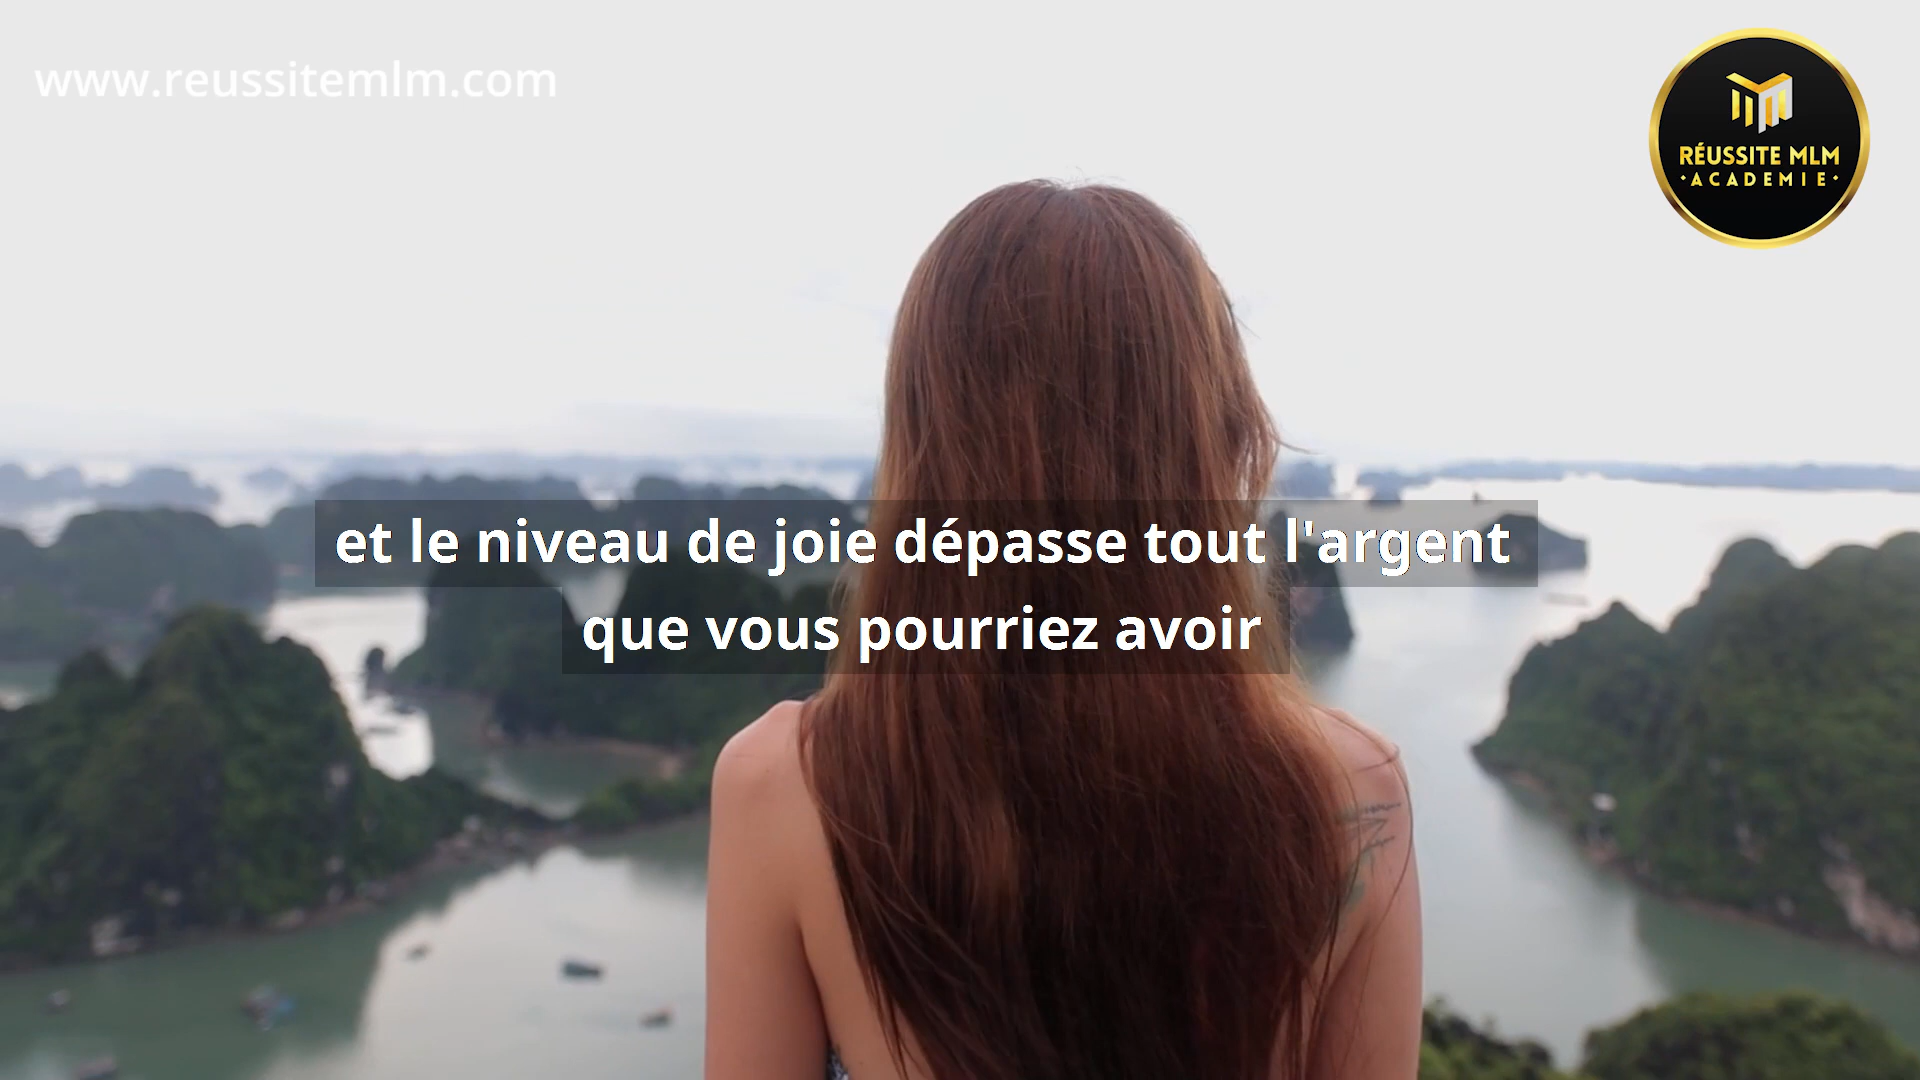 www.reussitemlm.com
RÉUSSITE MLM
ACADEMIE
et le niveau de joie dépasse tout l'argent
que vous pourriez avoir